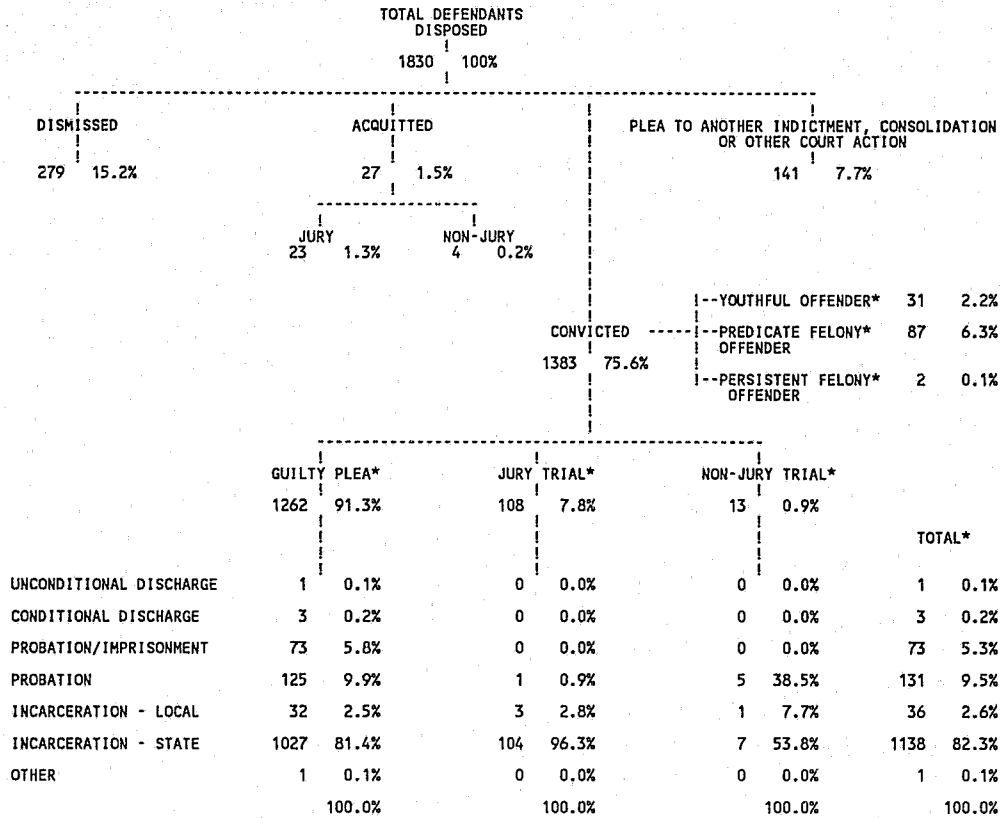 TOTAL DEFENDANTS
DISPOSED
1830 100%
DISMISSED ACQUITTED PLEA TO ANOTHER INDICTMENT, CONSOLIDATION
OR OTHER COURT ACTION
279 15.2% 27 1.5% 141 7.7%
JURY NON-JURY
23 1.3% 4 0.2%
YOUTHFUL OFFENDER* 31 2.2%
CONVICTED PREDICATE FELONY* 87 6.3%
OFFENDER
1383 75.6%
PERSISTENT FELONY* 2 0.1%
OFFENDER
GUILTY PLEA* JURY TRIAL* NON-JURY TRIAL*
1262 91.3% 108 7.8% 13 0.9%
TOTAL*
UNCONDITIONAL DISCHARGE 1 0.1% 0 0.0% 0 0.0% 1 0.1%
CONDITIONAL DISCHARGE 3 0.2% 0 0.0% 0 0.0% 3 0.2%
PROBATION/IMPRISONMENT 73 5.8% 0 0.0% 0 0.0% 73 5.3%
PROBATION 125 9.9% 1 0.9% 5 38.5% 131 9.5%
INCARCERATION - LOCAL 32 2.5% 3 2.8% 1 7.7% 36 2.6%
INCARCERATION - STATE 1027 81.4% 104 96.3% 7 53.8% 1138 82.3%
OTHER 1 0.1% 0 0.0% 0 0.0% 1 0.1%
100.0% 100.0% 100.0% 100.0%